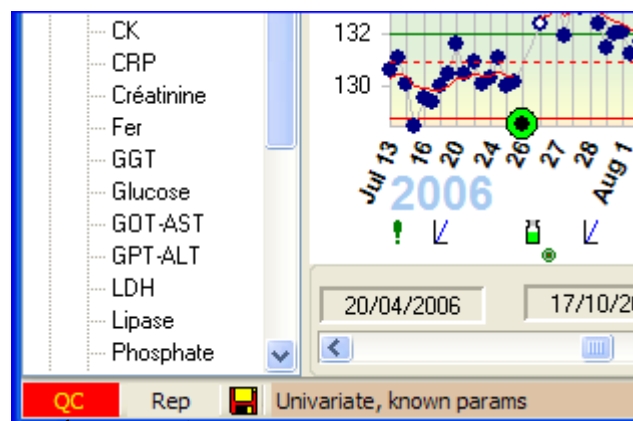 CK
CRP
Créatinine
Fer
GGT
Glucose
GOT-AST
GPT-ALT
LDH
Lipase
Phosphate
132
130
Jul 13 16 20 24 26 27 28 Aug 1
2006
20/04/2006 17/10/20
QC Rep Univariate, known params